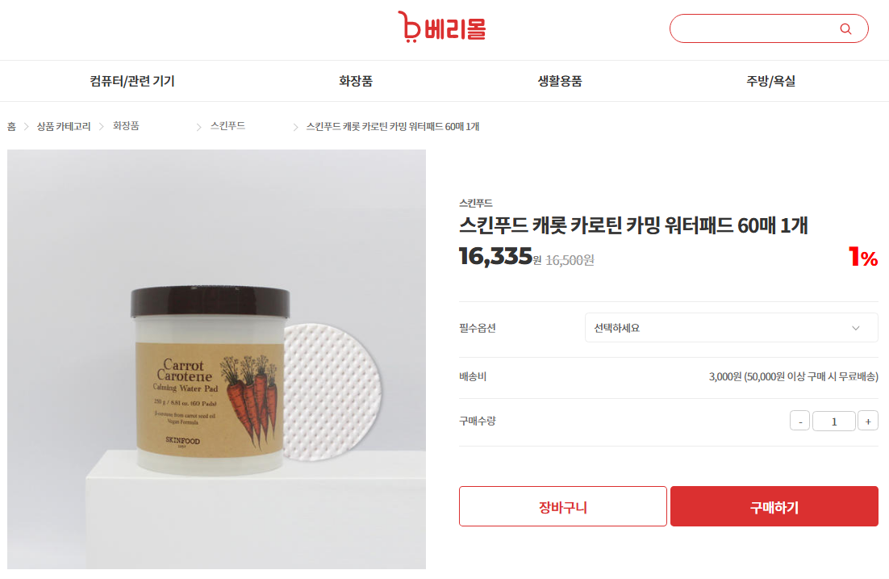 베리몰
컴퓨터/관련 기기
화장품
생활용품
주방/욕실
홈 > 상품 카테고리 > 화장품 > 스킨푸드 > 스킨푸드 캐롯 카로틴 카밍 워터패드 60매 1개
Carrot
Carotene
Calming Water Pad
(60 Pads)
SKINFOOD
스킨푸드
스킨푸드 캐롯 카로틴 카밍 워터패드 60매 1개
16,335원 16,500원 1%
필수옵션 선택하세요
배송비 3,000원 (50,000원 이상 구매 시 무료배송)
구매수량 - 1 +
장바구니 구매하기